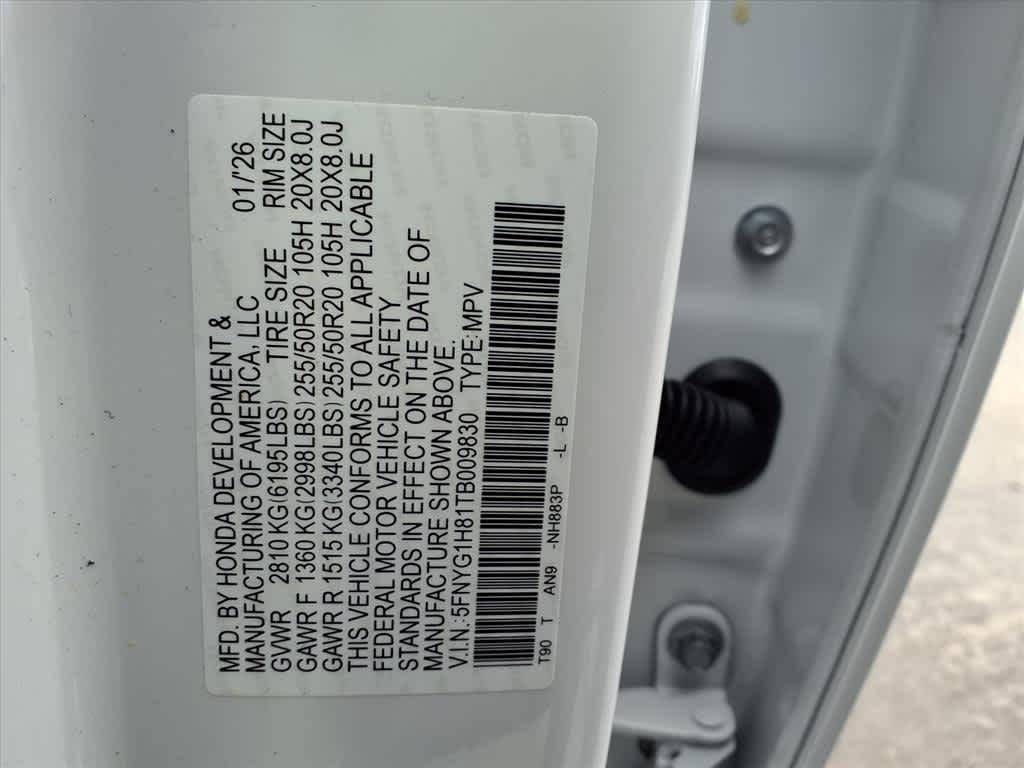 MFD. BY HONDA DEVELOPMENT &
MANUFACTURING OF AMERICA, LLC 01/'26
GVWR 2810 KG(6195LBS) TIRE SIZE RIM SIZE
GAWR F 1360 KG(2998LBS) 255/50R20 105H 20X8.0J
GAWR R 1515 KG(3340LBS) 255/50R20 105H 20X8.0J
THIS VEHICLE CONFORMS TO ALL APPLICABLE
FEDERAL MOTOR VEHICLE SAFETY
STANDARDS IN EFFECT ON THE DATE OF
MANUFACTURE SHOWN ABOVE.
V.I.N.:5FNYG1H81TB009830 TYPE:MPV
T90 T AN9 -NH883P -L -B